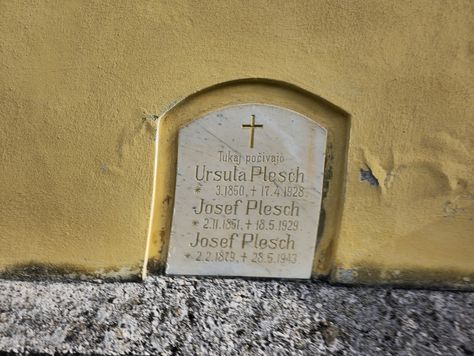 Tukaj počivajo
Ursula Plesch
* 3.1850, + 17.4.1928.
Josef Plesch
* 2.11.1851, + 18.5.1929.
Josef Plesch
* 2.2.1879, + 28.5.1943.